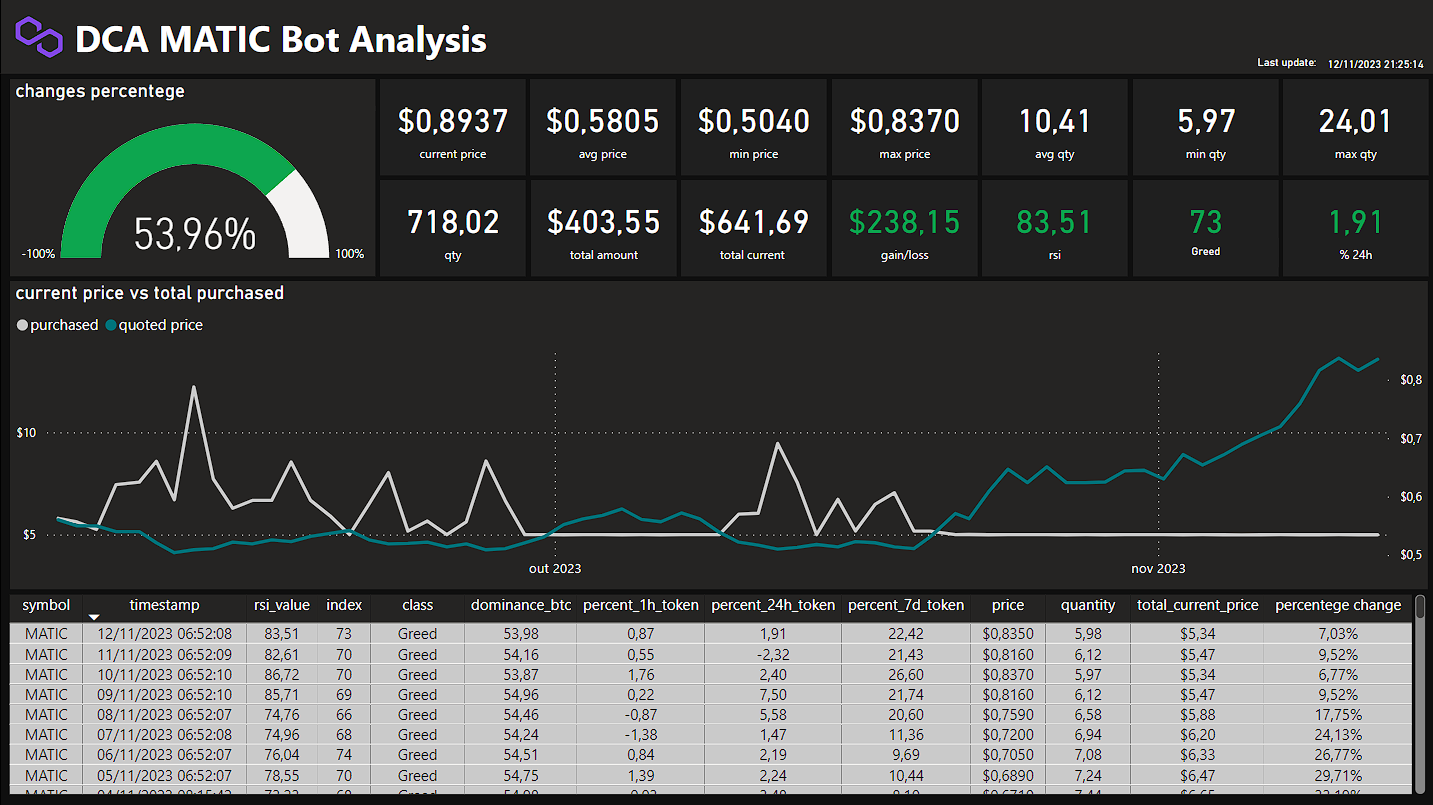 DCA MATIC Bot Analysis
Last update: 12/11/2023 21:25:14
changes percentege
53,96%
-100%
100%
$0,8937
current price
$0,5805
avg price
$0,5040
min price
$0,8370
max price
10,41
avg qty
5,97
min qty
24,01
max qty
718,02
qty
$403,55
total amount
$641,69
total current
$238,15
gain/loss
83,51
rsi
73
Greed
1,91
% 24h
current price vs total purchased
purchased quoted price
$10
$5
$0,8
$0,7
$0,6
$0,5
out 2023
nov 2023
symbol timestamp rsi_value index class dominance_btc percent_1h_token percent_24h_token percent_7d_token price quantity total_current_price percentege change
MATIC 12/11/2023 06:52:08 83,51 73 Greed 53,98 0,87 1,91 22,42 $0,8350 5,98 $5,34 7,03%
MATIC 11/11/2023 06:52:09 82,61 70 Greed 54,16 0,55 -2,32 21,43 $0,8160 6,12 $5,47 9,52%
MATIC 10/11/2023 06:52:10 86,72 70 Greed 53,87 1,76 2,40 26,60 $0,8370 5,97 $5,34 6,77%
MATIC 09/11/2023 06:52:10 85,71 69 Greed 54,96 0,22 7,50 21,74 $0,8160 6,12 $5,47 9,52%
MATIC 08/11/2023 06:52:07 74,76 66 Greed 54,46 -0,87 5,58 20,60 $0,7590 6,58 $5,88 17,75%
MATIC 07/11/2023 06:52:08 74,96 68 Greed 54,24 -1,38 1,47 11,36 $0,7200 6,94 $6,20 24,13%
MATIC 06/11/2023 06:52:07 76,04 74 Greed 54,51 0,84 2,19 9,69 $0,7050 7,08 $6,33 26,77%
MATIC 05/11/2023 06:52:07 78,55 70 Greed 54,75 1,39 2,24 10,44 $0,6890 7,24 $6,47 29,71%